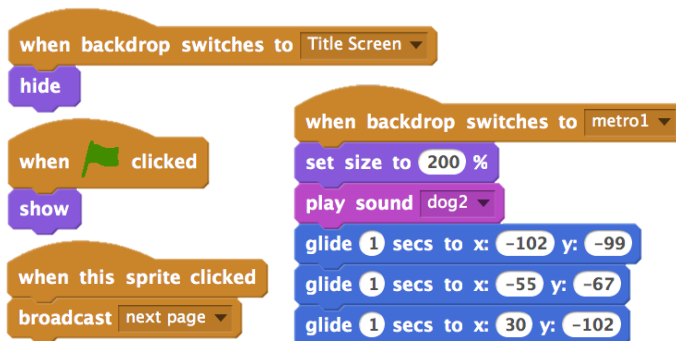 when backdrop switches to Title Screen
hide
when clicked
show
when this sprite clicked
broadcast next page
when backdrop switches to metro1
set size to 200 %
play sound dog2
glide 1 secs to x: -102 y: -99
glide 1 secs to x: -55 y: -67
glide 1 secs to x: 30 y: -102